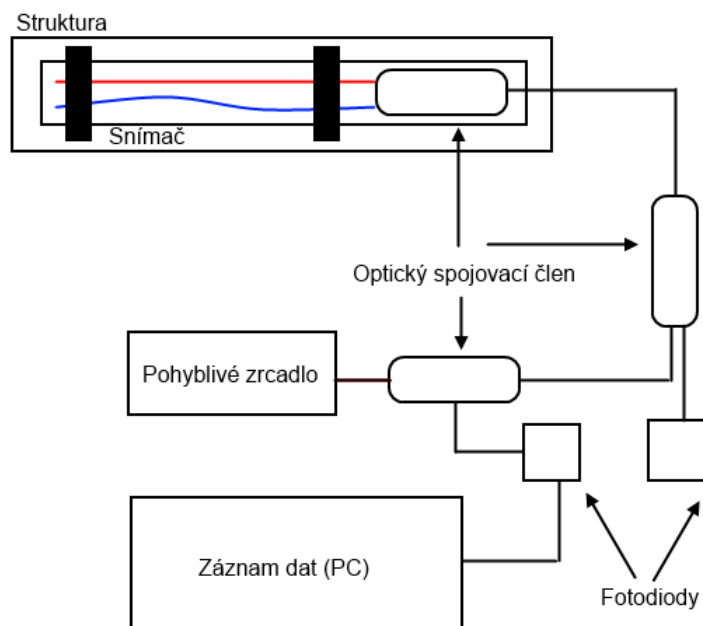 Struktura
Snímač
Optický spojovací člen
Pohyblivé zrcadlo
Záznam dat (PC)
Fotodiody